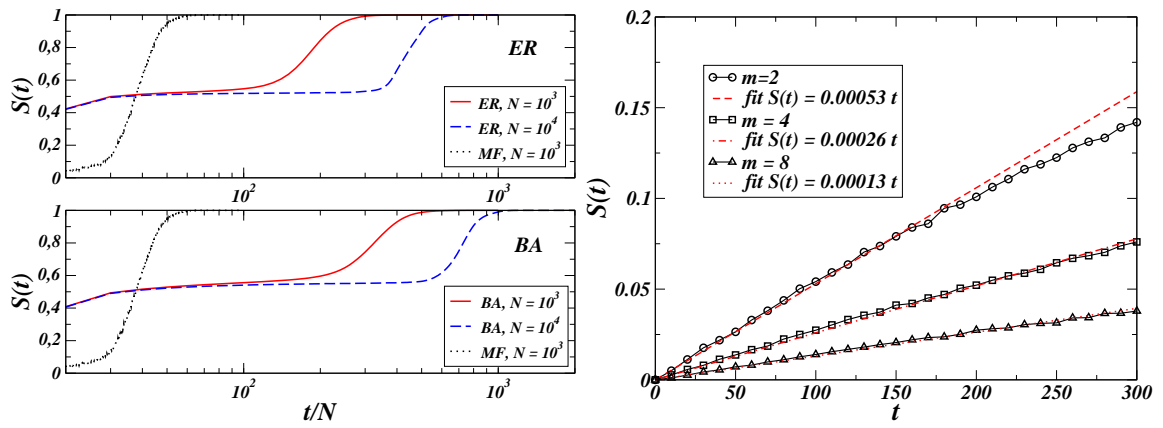 1
0,8
0,6
0,4
0,2
0
S(t)
ER
ER, N = 10³
ER, N = 10⁴
MF, N = 10³
10²
10³
1
0,8
0,6
0,4
0,2
0
S(t)
BA
BA, N = 10³
BA, N = 10⁴
MF, N = 10³
10²
10³
t/N
0.2
0.15
0.1
0.05
0
S(t)
m=2
fit S(t) = 0.00053 t
m = 4
fit S(t) = 0.00026 t
m = 8
fit S(t) = 0.00013 t
0
50
100
150
200
250
300
t